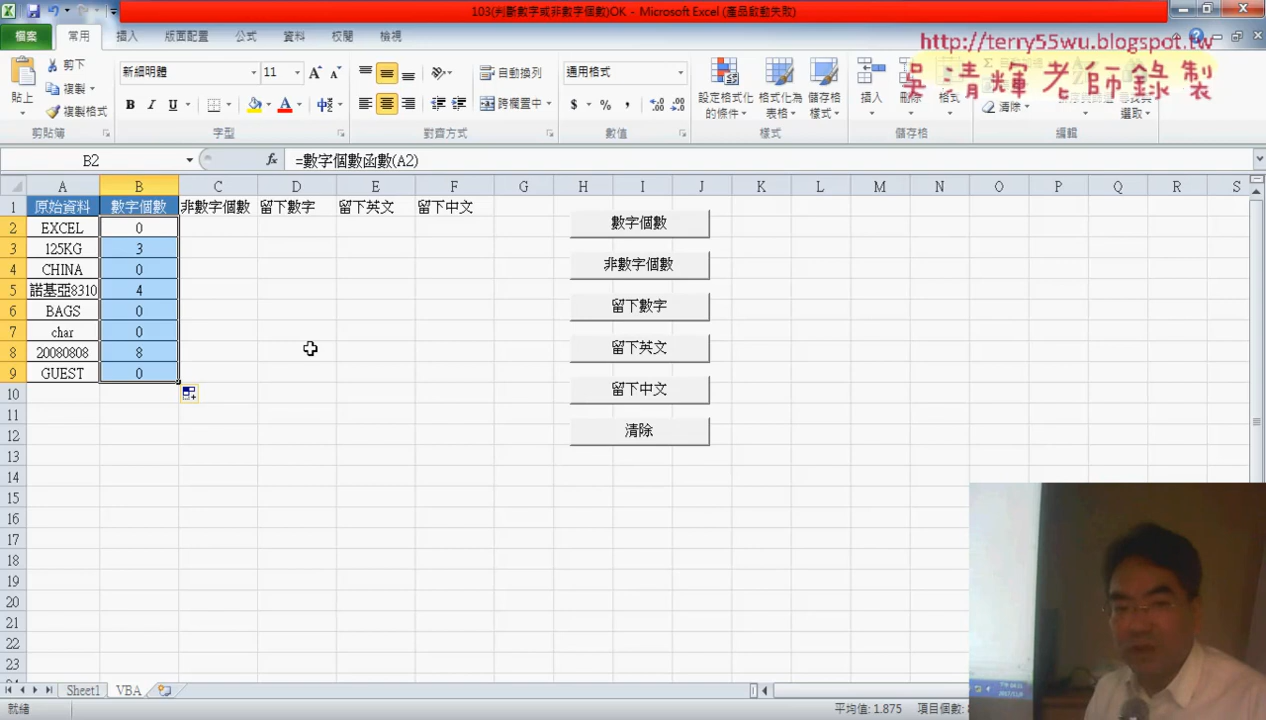 103(判斷數字或非數字個數)OK - Microsoft Excel (產品啟動失敗)
檔案 常用 插入 版面配置 公式 資料 校閱 檢視
http://terry55wu.blogspot.tw
吳清輝老師錄製
貼上 剪下 複製 複製格式 剪貼簿
新細明體 11 B I U 字型
自動換列 跨欄置中 對齊方式
通用格式 $ % , 數值
設定格式化的條件 格式化為表格 儲存格樣式 樣式
插入 刪除 格式 儲存格
清除 選取 編輯
B2 fx =數字個數函數(A2)
A B C D E F G H I J K L M N O P Q R S
1 原始資料 數字個數 非數字個數 留下數字 留下英文 留下中文
2 EXCEL 0
3 125KG 3
4 CHINA 0
5 諾基亞8310 4
6 BAGS 0
7 char 0
8 20080808 8
9 GUEST 0
10
11
12
13
14
15
16
17
18
19
20
21
22
23
數字個數
非數字個數
留下數字
留下英文
留下中文
清除
Sheet1 VBA
就緒 平均值: 1.875 項目個數: